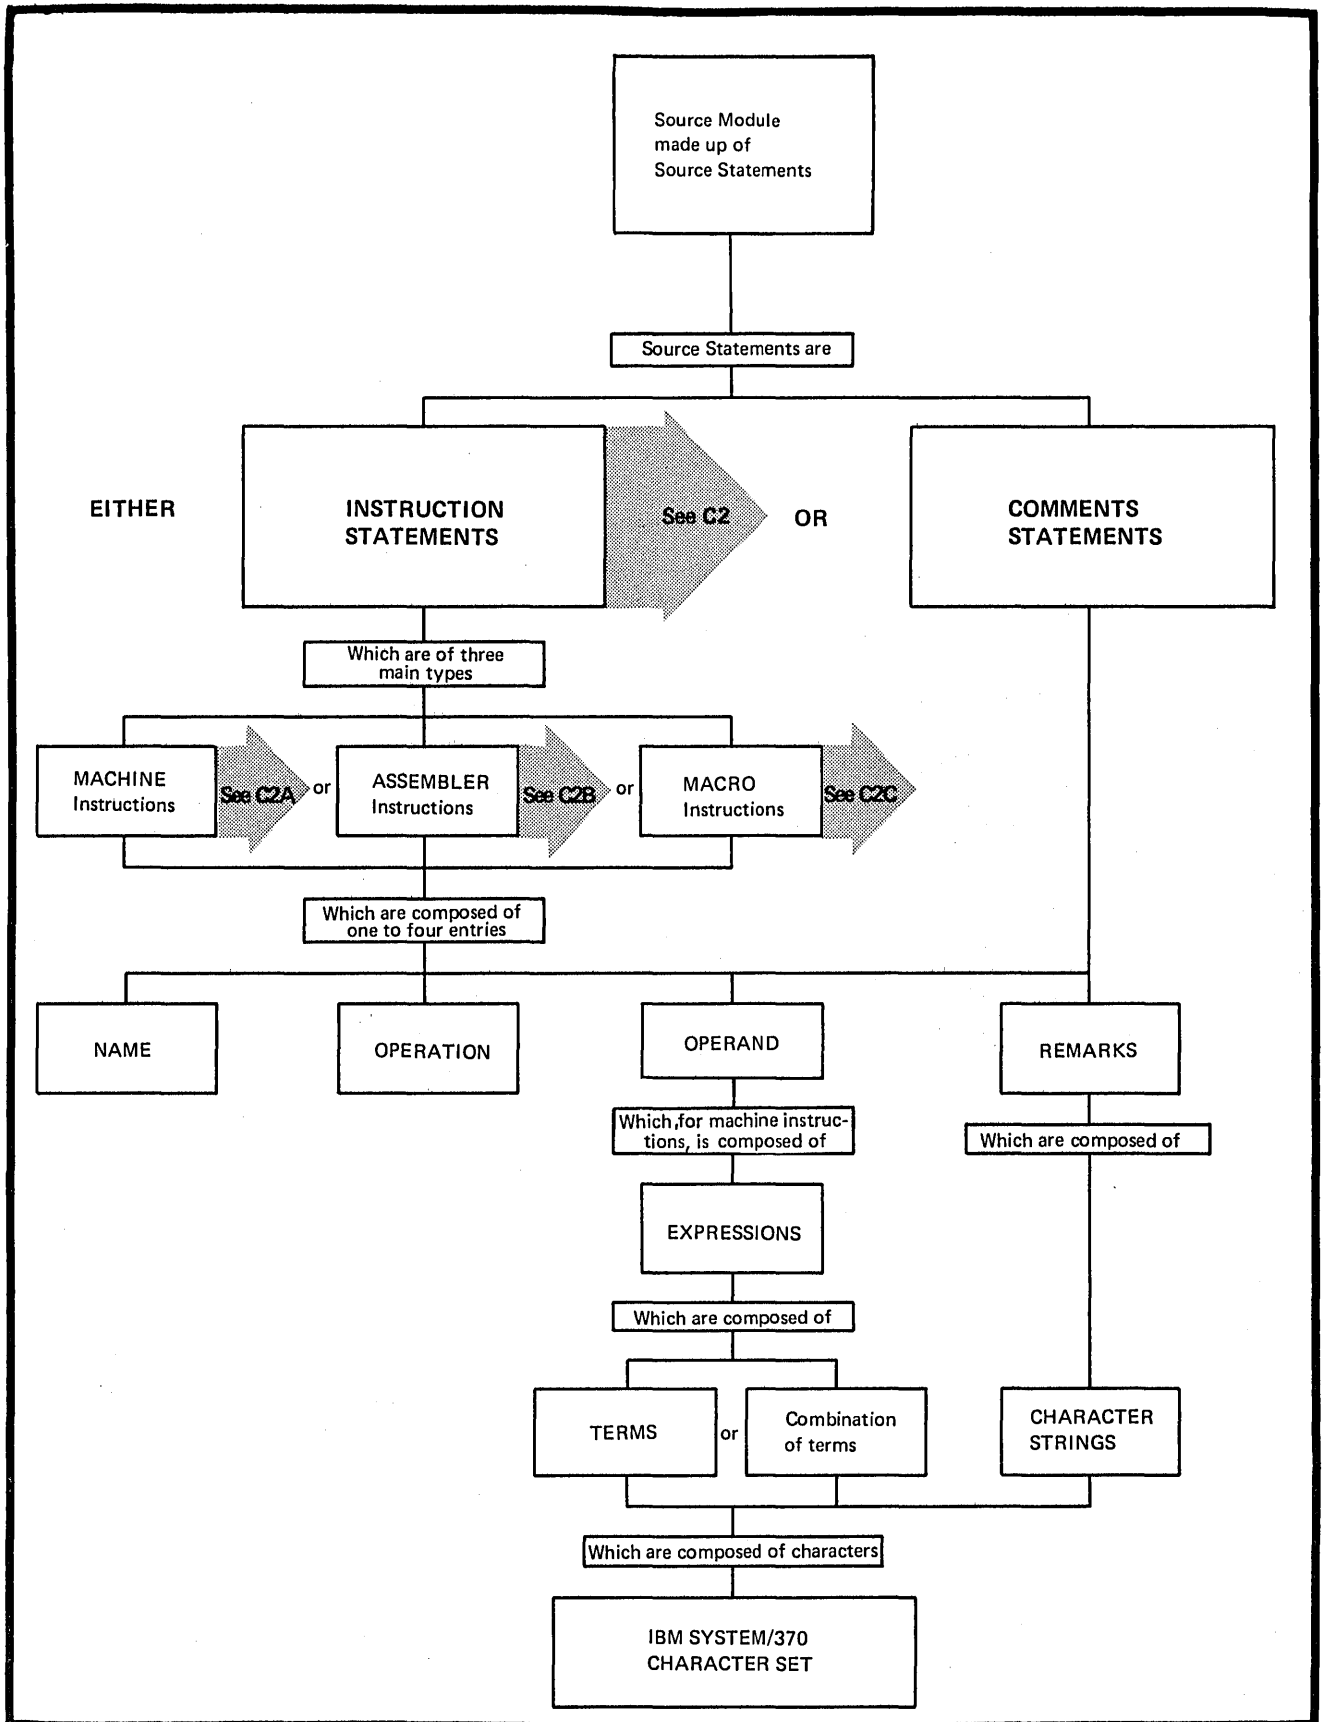 Source Module
made up of
Source Statements
Source Statements are
EITHER
INSTRUCTION
STATEMENTS
See C2
OR
COMMENTS
STATEMENTS
Which are of three
main types
MACHINE
Instructions
See C2A
or
ASSEMBLER
Instructions
See C2B
or
MACRO
Instructions
See C2C
Which are composed of
one to four entries
NAME
OPERATION
OPERAND
REMARKS
Which, for machine instruc-
tions, is composed of
Which are composed of
EXPRESSIONS
Which are composed of
TERMS
or
Combination
of terms
CHARACTER
STRINGS
Which are composed of characters
IBM SYSTEM/370
CHARACTER SET